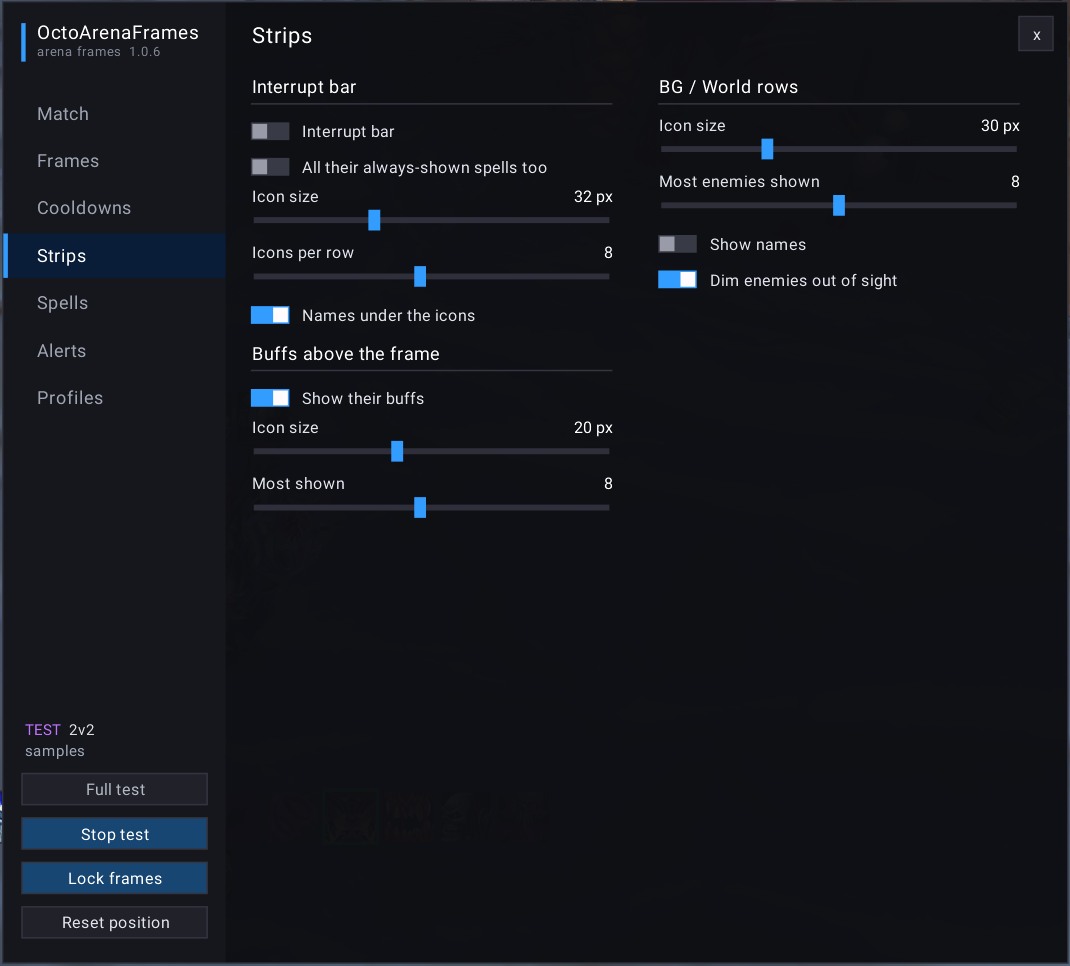 OctoArenaFrames
arena frames 1.0.6
Match
Frames
Cooldowns
Strips
Spells
Alerts
Profiles
TEST 2v2
samples
Full test
Stop test
Lock frames
Reset position
Strips
x
Interrupt bar
Interrupt bar
All their always-shown spells too
Icon size 32 px
Icons per row 8
Names under the icons
Buffs above the frame
Show their buffs
Icon size 20 px
Most shown 8
BG / World rows
Icon size 30 px
Most enemies shown 8
Show names
Dim enemies out of sight